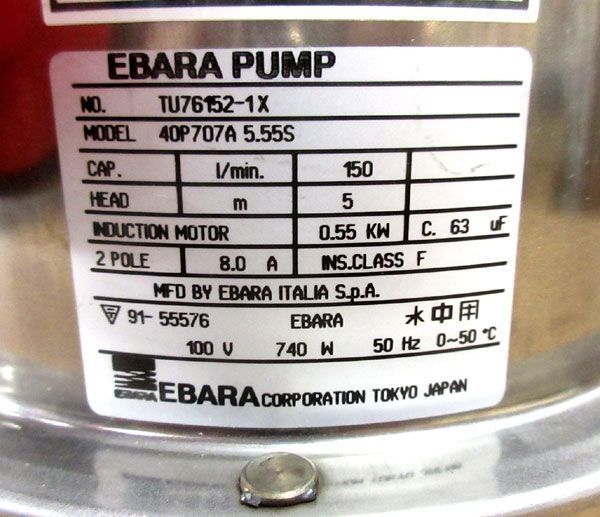 EBARA PUMP
NO. TU76152-1X
MODEL 40P707A 5.55S
CAP. l/min. 150
HEAD m 5
INDUCTION MOTOR 0.55 KW C. 63 uF
2 POLE 8.0 A INS.CLASS F
MFD BY EBARA ITALIA S.p.A.
91-55576 EBARA 水中用
100 V 740 W 50 Hz 0~50 °C
EBARA
EBARA CORPORATION TOKYO JAPAN